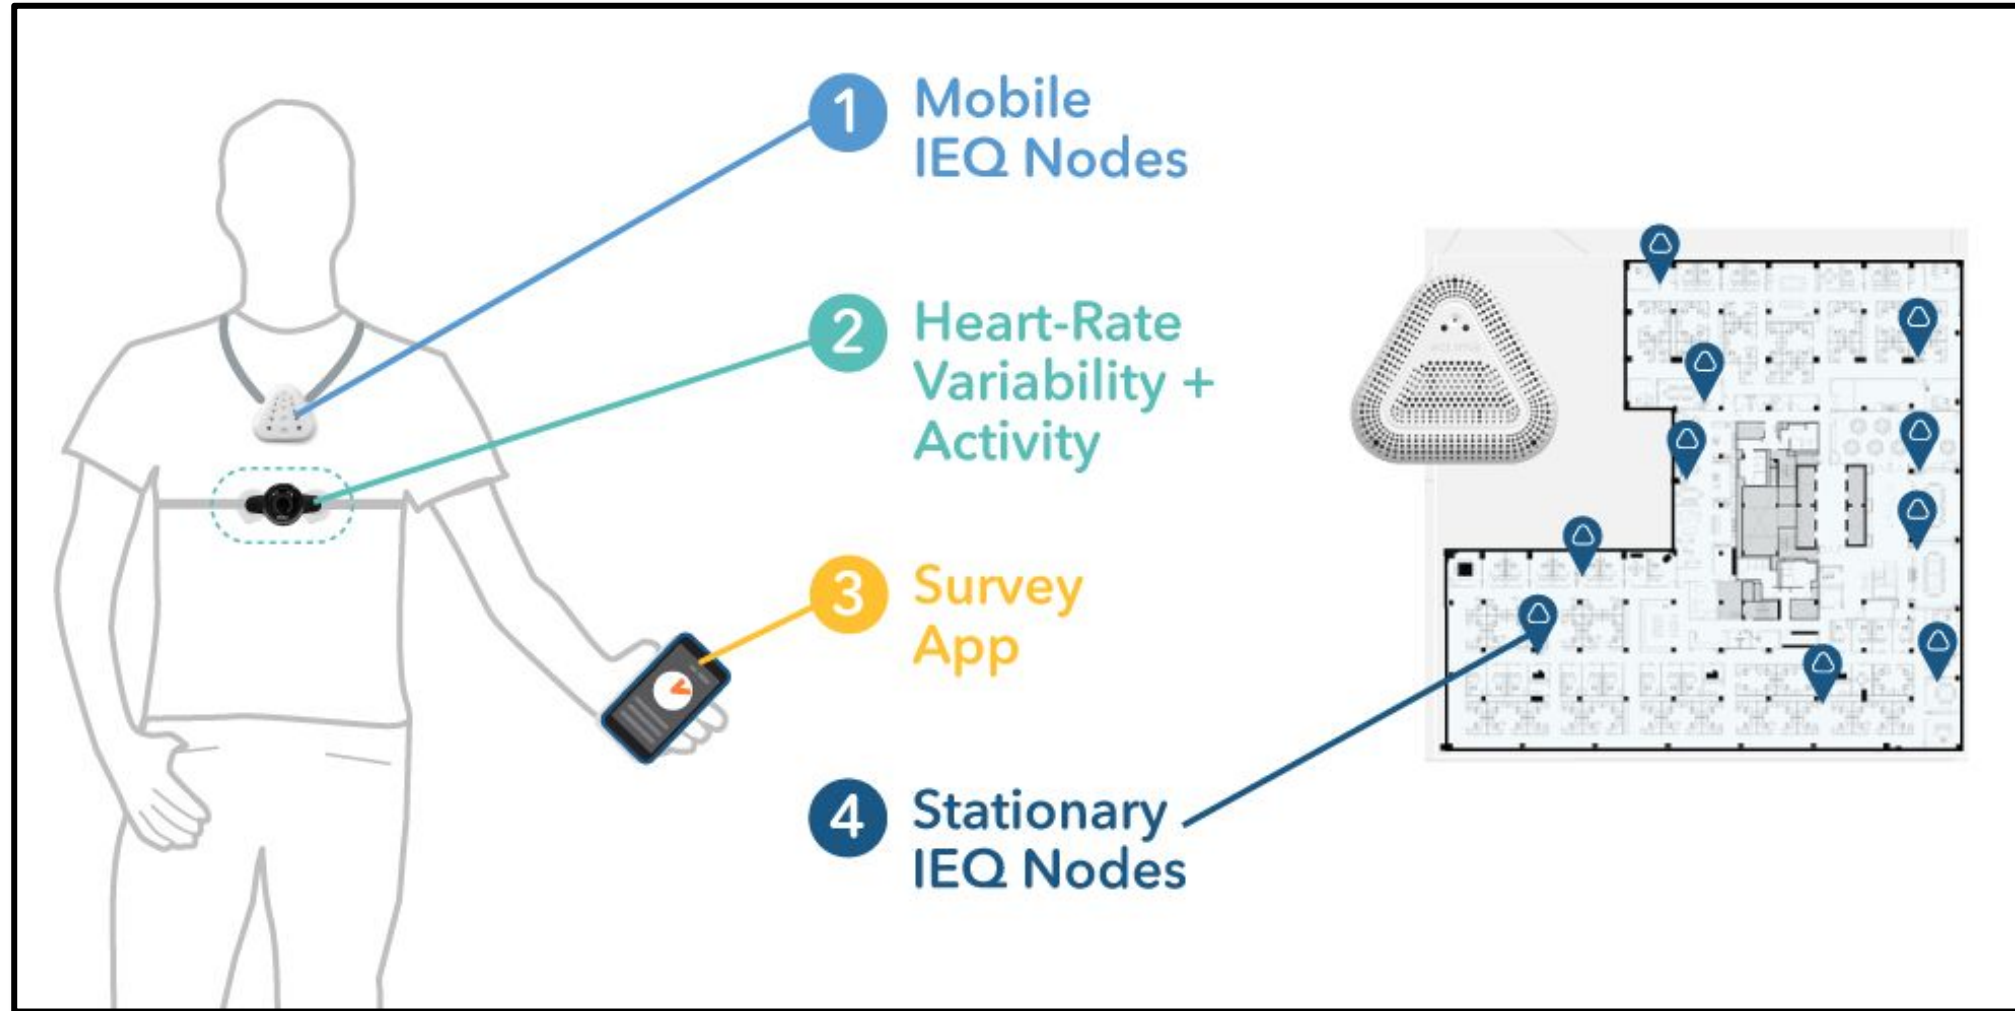 1
Mobile
IEQ Nodes
2
Heart-Rate
Variability +
Activity
3
Survey
App
4
Stationary
IEQ Nodes